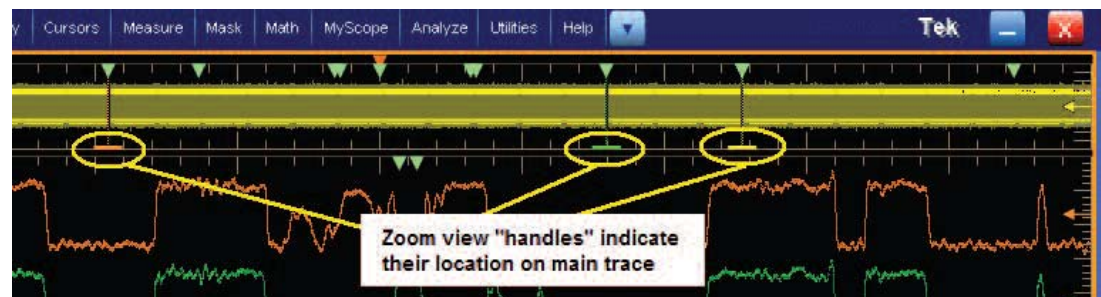 y Cursors Measure Mask Math MyScope Analyze Utilities Help Tek
Zoom view "handles" indicate
their location on main trace